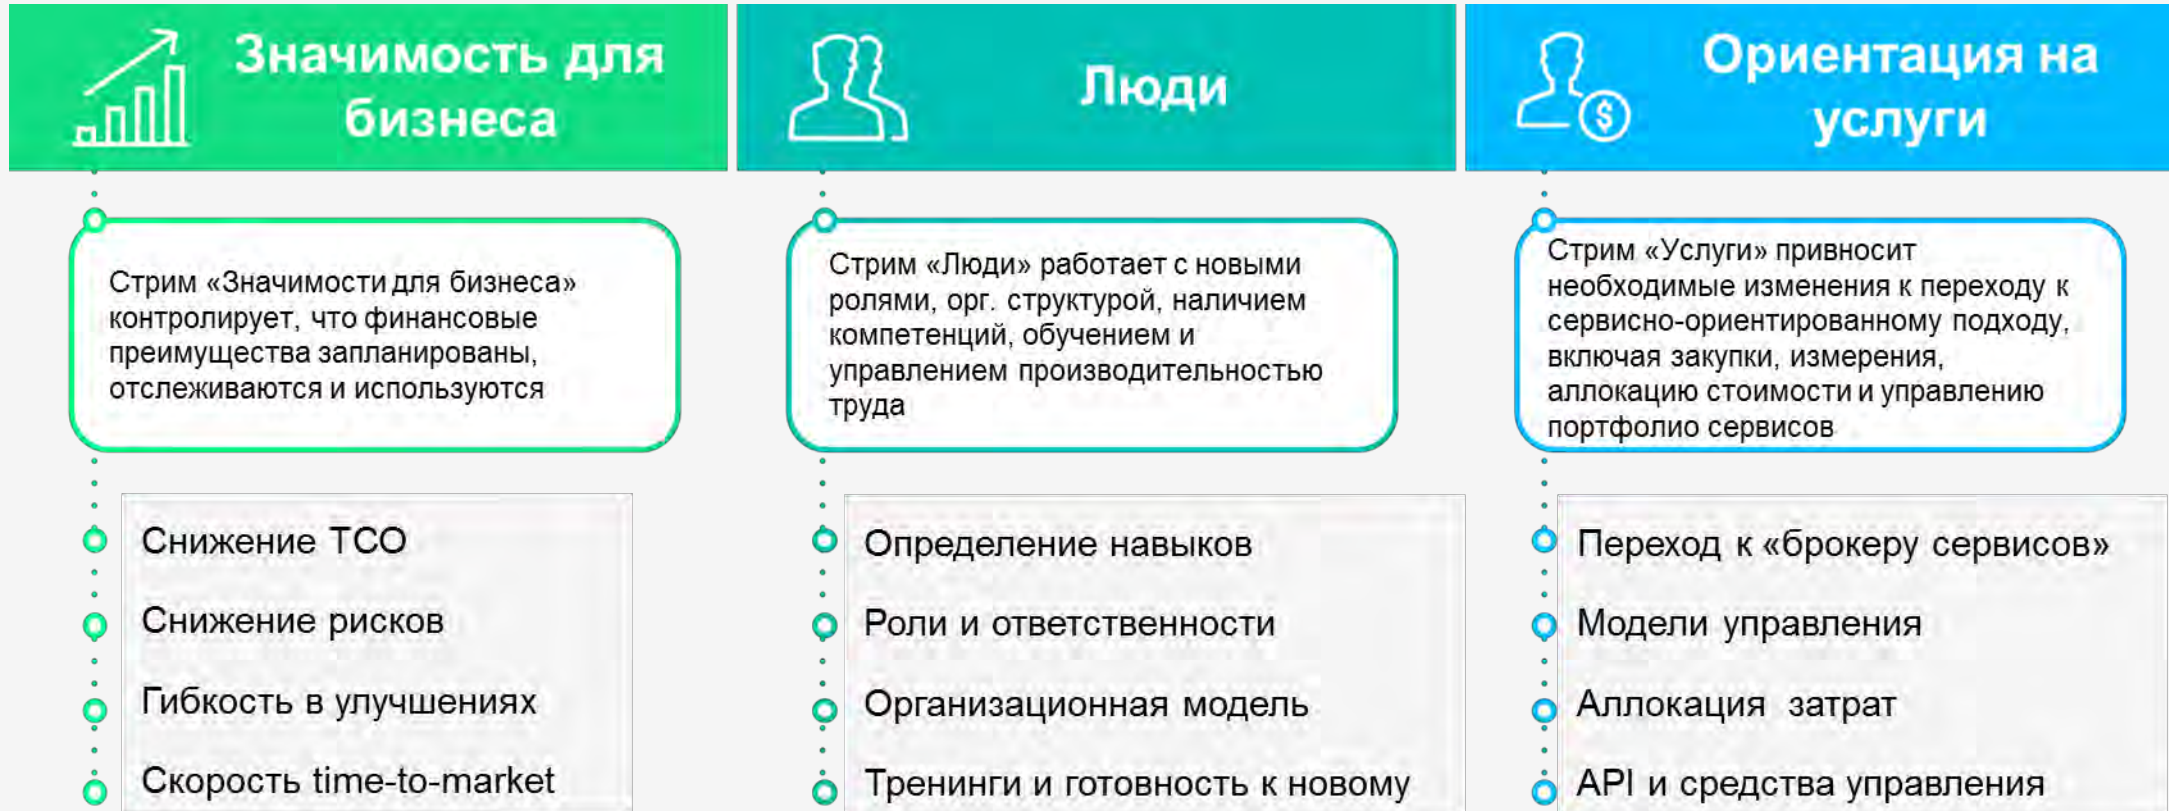 Значимость для
бизнеса
Стрим «Значимости для бизнеса»
контролирует, что финансовые
преимущества запланированы,
отслеживаются и используются
Снижение TCO
Снижение рисков
Гибкость в улучшениях
Скорость time-to-market
Люди
Стрим «Люди» работает с новыми
ролями, орг. структурой, наличием
компетенций, обучением и
управлением производительностью
труда
Определение навыков
Роли и ответственности
Организационная модель
Тренинги и готовность к новому
Ориентация на
услуги
$
Стрим «Услуги» привносит
необходимые изменения к переходу к
сервисно-ориентированному подходу,
включая закупки, измерения,
аллокацию стоимости и управлению
портфолио сервисов
Переход к «брокеру сервисов»
Модели управления
Аллокация затрат
API и средства управления